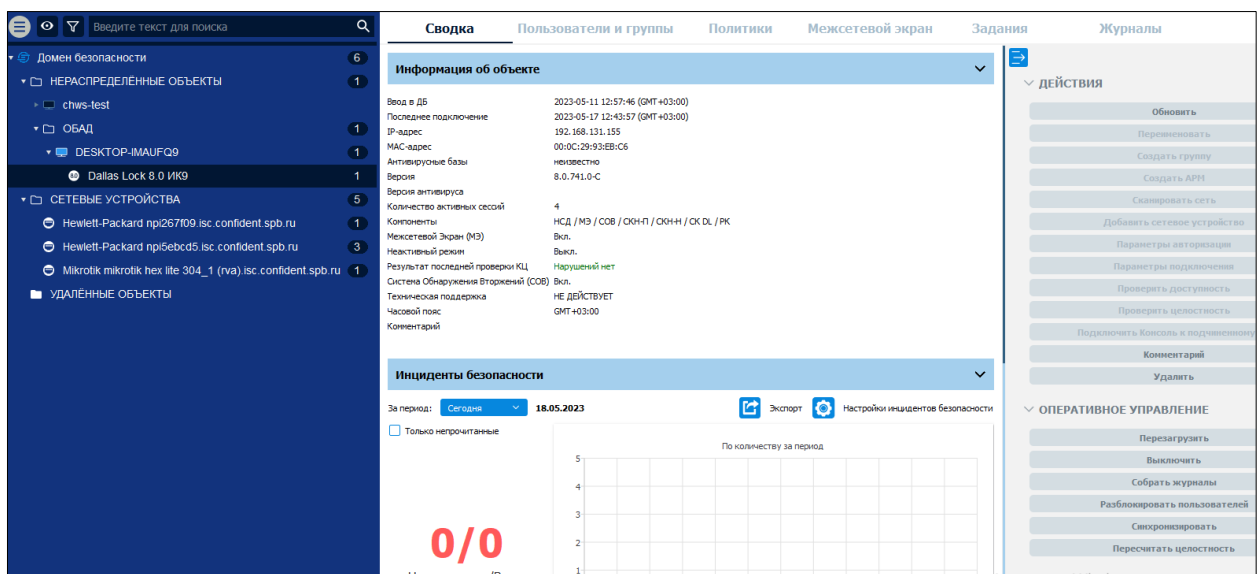 Введите текст для поиска
Домен безопасности 6
НЕРАСПРЕДЕЛЁННЫЕ ОБЪЕКТЫ 1
chws-test
ОБАД 1
DESKTOP-IMAUFQ9 1
8.0 Dallas Lock 8.0 ИК9 1
СЕТЕВЫЕ УСТРОЙСТВА 5
Hewlett-Packard npi267f09.isc.confident.spb.ru 1
Hewlett-Packard npi5ebcd5.isc.confident.spb.ru 3
Mikrotik mikrotik hex lite 304_1 (rva).isc.confident.spb.ru 1
УДАЛЁННЫЕ ОБЪЕКТЫ
Сводка Пользователи и группы Политики Межсетевой экран Задания Журналы
Информация об объекте
Ввод в ДБ 2023-05-11 12:57:46 (GMT+03:00)
Последнее подключение 2023-05-17 12:43:57 (GMT+03:00)
IP-адрес 192.168.131.155
MAC-адрес 00:0C:29:93:EB:C6
Антивирусные базы неизвестно
Версия 8.0.741.0-C
Версия антивируса
Количество активных сессий 4
Компоненты НСД / МЭ / СОВ / СКН-П / СКН-Н / СК DL / РК
Межсетевой Экран (МЭ) Вкл.
Неактивный режим Выкл.
Результат последней проверки КЦ Нарушений нет
Система Обнаружения Вторжений (СОВ) Вкл.
Техническая поддержка НЕ ДЕЙСТВУЕТ
Часовой пояс GMT+03:00
Комментарий
Инциденты безопасности
За период: Сегодня 18.05.2023 Экспорт Настройки инцидентов безопасности
Только непрочитанные
По количеству за период
5
4
3
2
1
0/0
ДЕЙСТВИЯ
Обновить
Переименовать
Создать группу
Создать АРМ
Сканировать сеть
Добавить сетевое устройство
Параметры авторизации
Параметры подключения
Проверить доступность
Проверить целостность
Подключить Консоль к подчиненному
Комментарий
Удалить
ОПЕРАТИВНОЕ УПРАВЛЕНИЕ
Перезагрузить
Выключить
Собрать журналы
Разблокировать пользователей
Синхронизировать
Пересчитать целостность